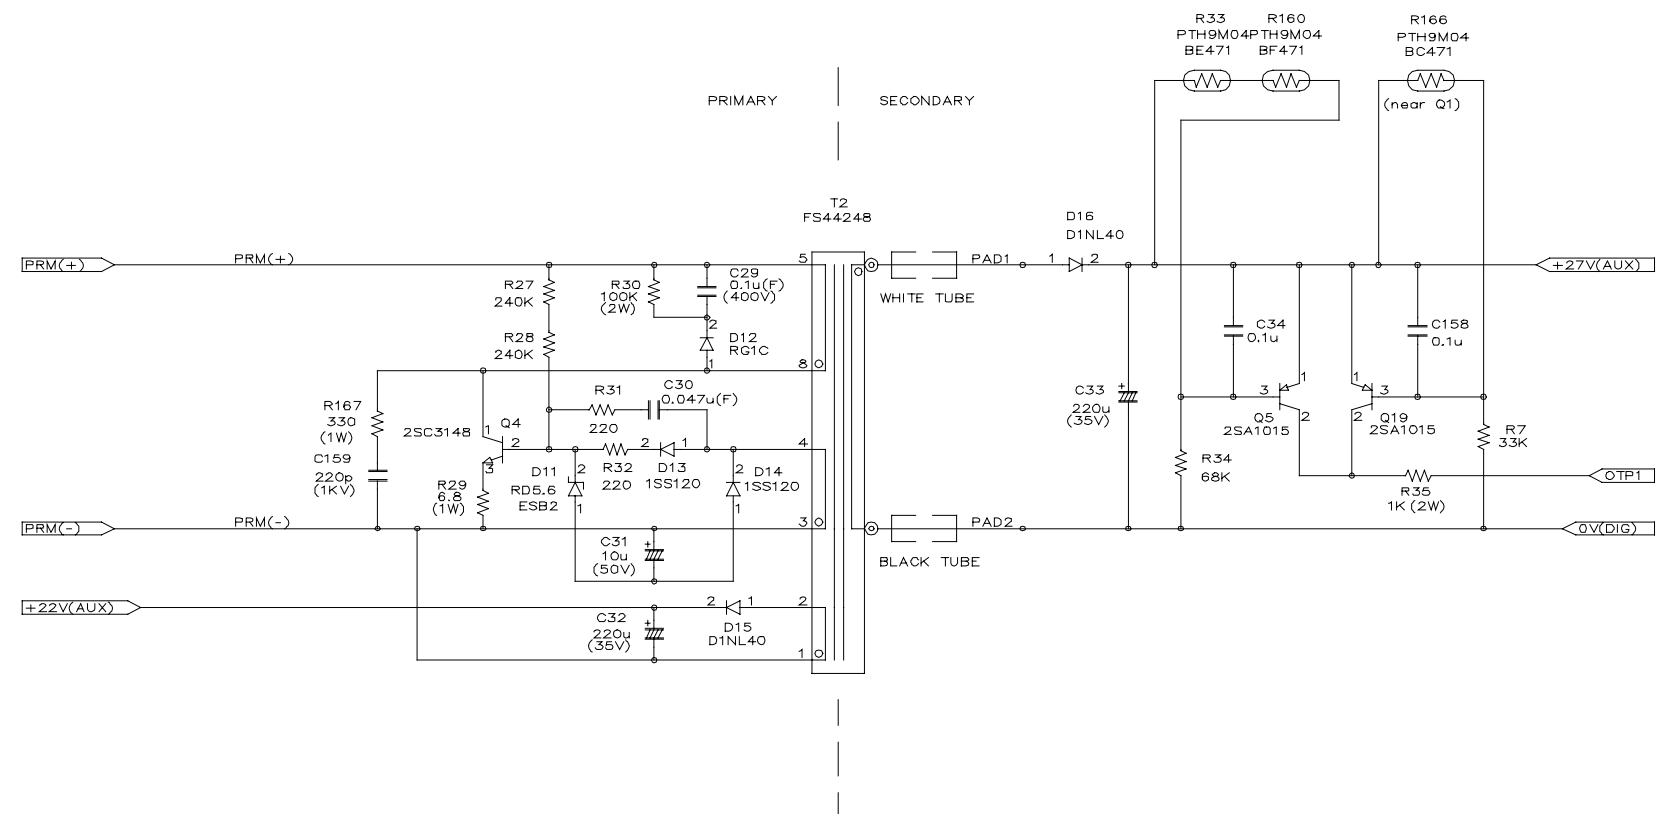 R33
PTH9M04
BE471
R160
PTH9M04
BF471
R166
PTH9M04
BC471
(near Q1)
PRIMARY
SECONDARY
T2
FS44248
D16
D1NL40
PRM(+)
PRM(+)
5
PAD1
1
2
+27V(AUX)
WHITE TUBE
R27
240K
R30
100K
(2W)
C29
0.1u(F)
(400V)
2
D12
RG1C
1
8
R28
240K
C34
0.1u
C158
0.1u
R31
220
C30
0.047u(F)
C33
+
220u
(35V)
3
1
2
Q5
2SA1015
1
3
2
Q19
2SA1015
R167
330
(1W)
C159
220p
(1KV)
2SC3148
1
Q4
2
3
R29
6.8
(1W)
4
2
1
R32
220
D13
1SS120
D11
RD5.6
ESB2
2
1
2
D14
1SS120
1
R34
68K
R7
33K
R35
1K (2W)
OTP1
PRM(-)
PRM(-)
3
PAD2
0V(DIG)
BLACK TUBE
C31
+
10u
(50V)
+22V(AUX)
2
1
2
D15
D1NL40
C32
+
220u
(35V)
1